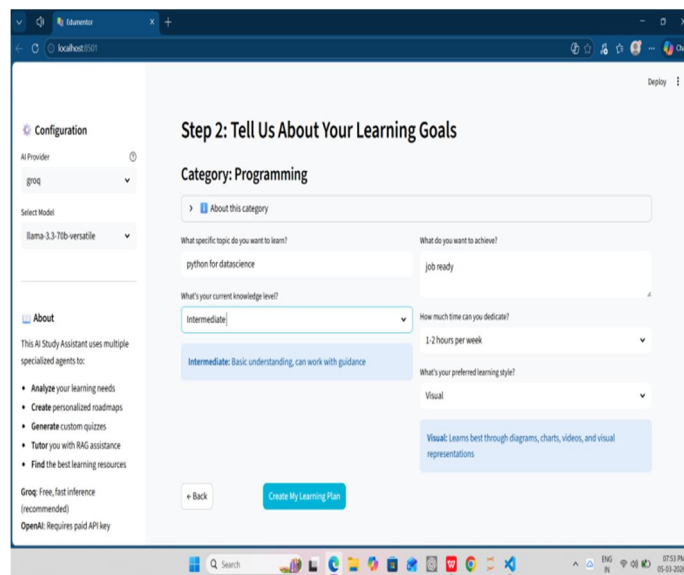 Edumentor
localhost:8501
Deploy
Configuration
AI Provider
groq
Select Model
llama-3.3-70b-versatile
About
This AI Study Assistant uses multiple
specialized agents to:
• Analyze your learning needs
• Create personalized roadmaps
• Generate custom quizzes
• Tutor you with RAG assistance
• Find the best learning resources
Groq: Free, fast inference
(recommended)
OpenAI: Requires paid API key
Step 2: Tell Us About Your Learning Goals
Category: Programming
About this category
What specific topic do you want to learn?
python for datascience
What's your current knowledge level?
Intermediate
Intermediate: Basic understanding, can work with guidance
What do you want to achieve?
job ready
How much time can you dedicate?
1-2 hours per week
What's your preferred learning style?
Visual
Visual: Learns best through diagrams, charts, videos, and visual
representations
← Back
Create My Learning Plan
Search
ENG
IN
07:53 PM